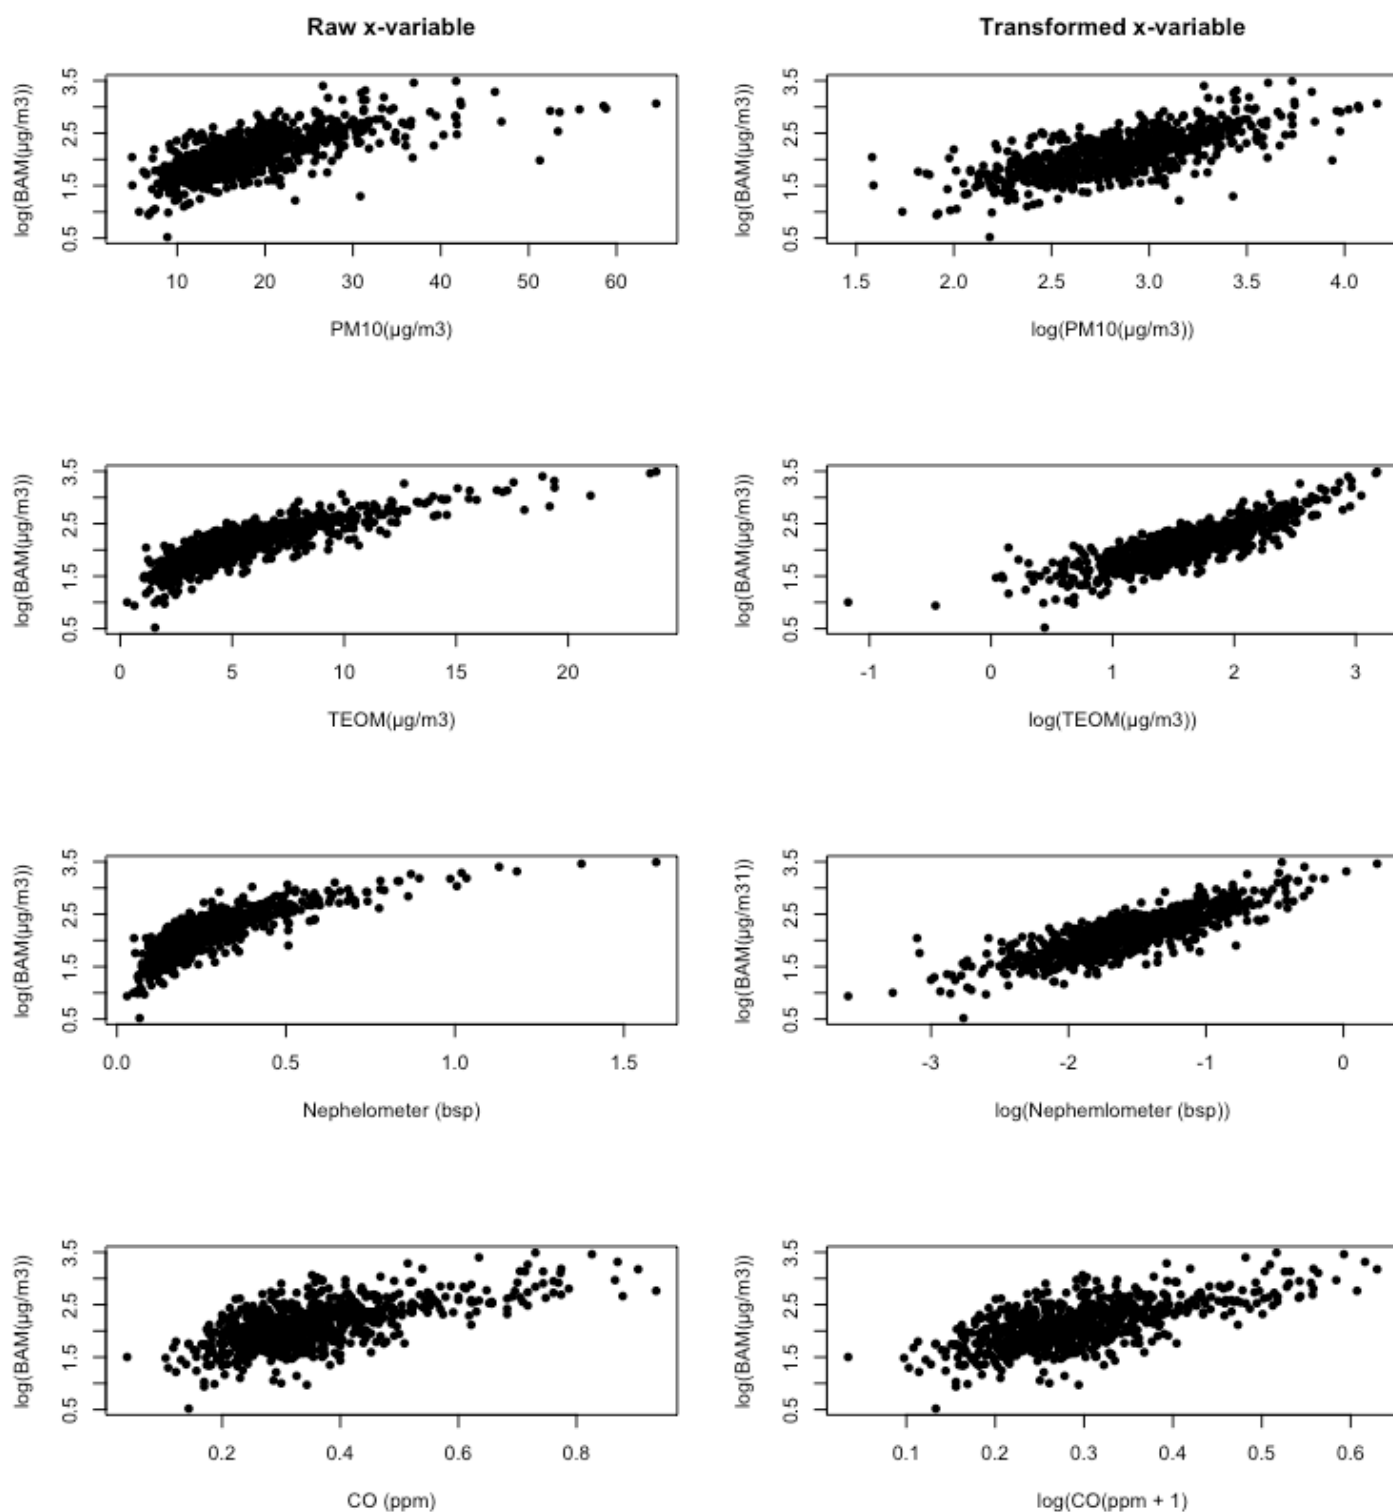 Raw x-variable
Transformed x-variable
log(BAM(µg/m3))
0.5 1.5 2.5 3.5
10 20 30 40 50 60
PM10(µg/m3)
log(BAM(µg/m3))
0.5 1.5 2.5 3.5
1.5 2.0 2.5 3.0 3.5 4.0
log(PM10(µg/m3))
log(BAM(µg/m3))
0.5 1.5 2.5 3.5
0 5 10 15 20
TEOM(µg/m3)
log(BAM(µg/m3))
0.5 1.5 2.5 3.5
-1 0 1 2 3
log(TEOM(µg/m3))
log(BAM(µg/m3))
0.5 1.5 2.5 3.5
0.0 0.5 1.0 1.5
Nephelometer (bsp)
log(BAM(µg/m31))
0.5 1.5 2.5 3.5
-3 -2 -1 0
log(Nephemlometer (bsp))
log(BAM(µg/m3))
0.5 1.5 2.5 3.5
0.2 0.4 0.6 0.8
CO (ppm)
log(BAM(µg/m3))
0.5 1.5 2.5 3.5
0.1 0.2 0.3 0.4 0.5 0.6
log(CO(ppm + 1)